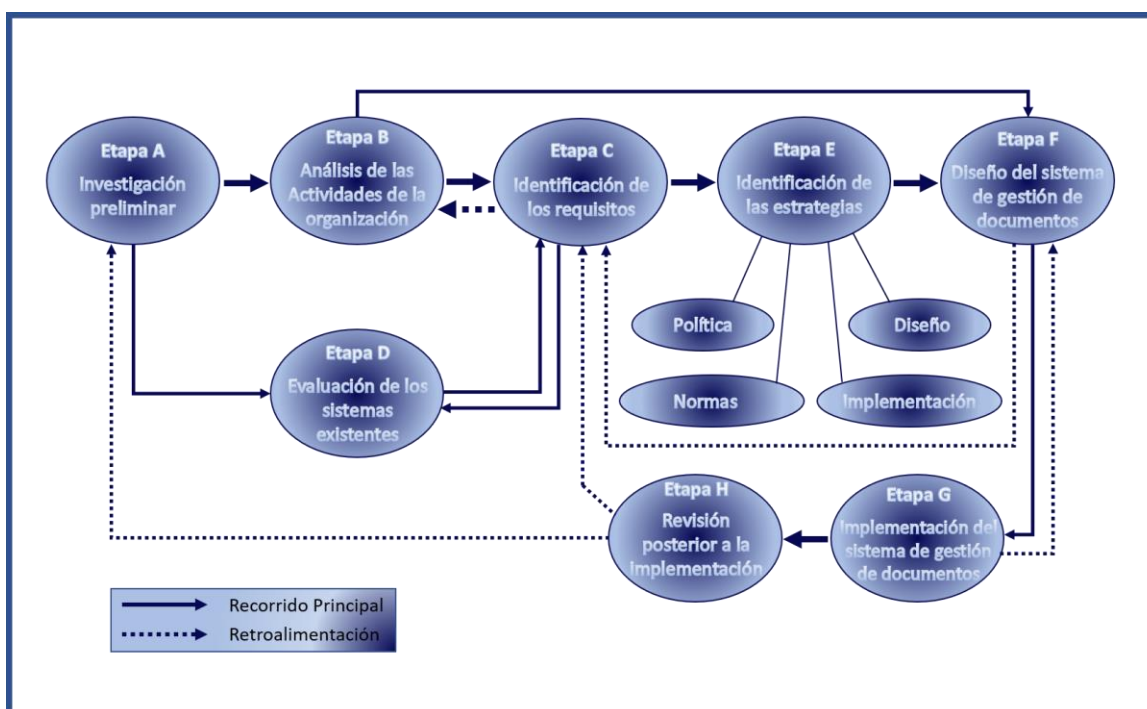 Etapa A
Investigación
preliminar
Etapa B
Análisis de las
Actividades de la
organización
Etapa C
Identificación de
los requisitos
Etapa E
Identificación de
las estrategias
Etapa F
Diseño del sistema
de gestión de
documentos
Política
Diseño
Normas
Implementación
Etapa D
Evaluación de los
sistemas
existentes
Etapa H
Revisión
posterior a la
implementación
Etapa G
Implementación del
sistema de gestión
de documentos
Recorrido Principal
Retroalimentación